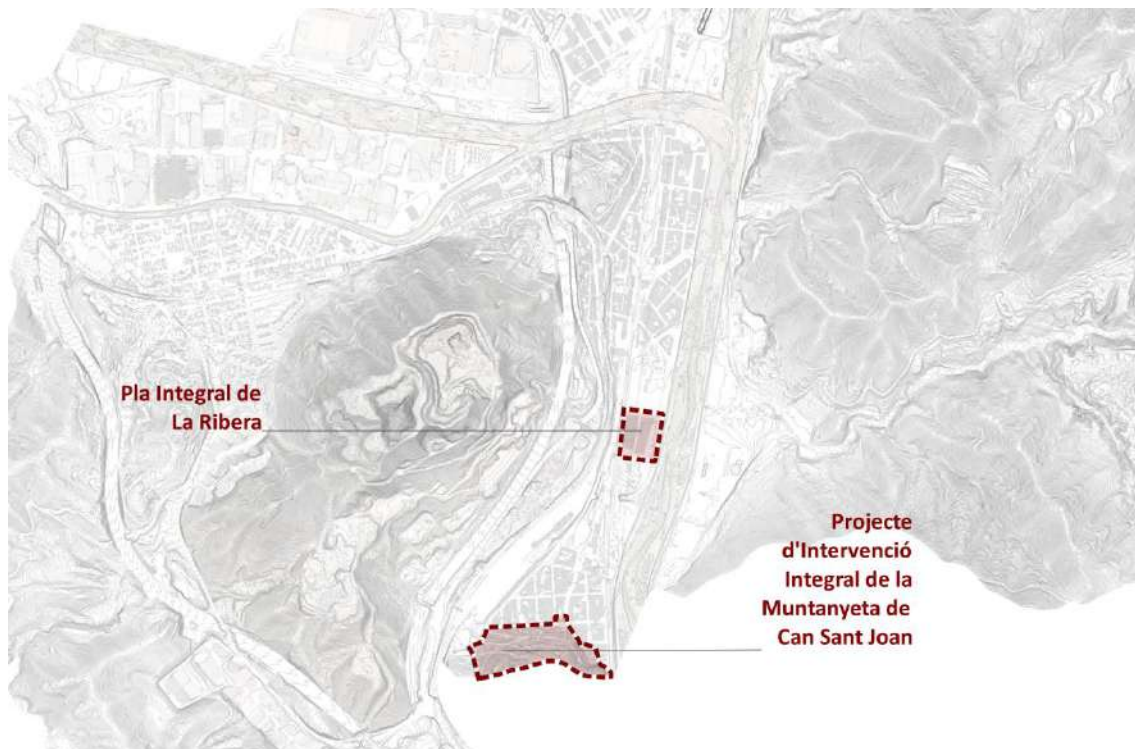 Pla Integral de
La Ribera
Projecte
d'Intervenció
Integral de la
Muntanyeta de
Can Sant Joan